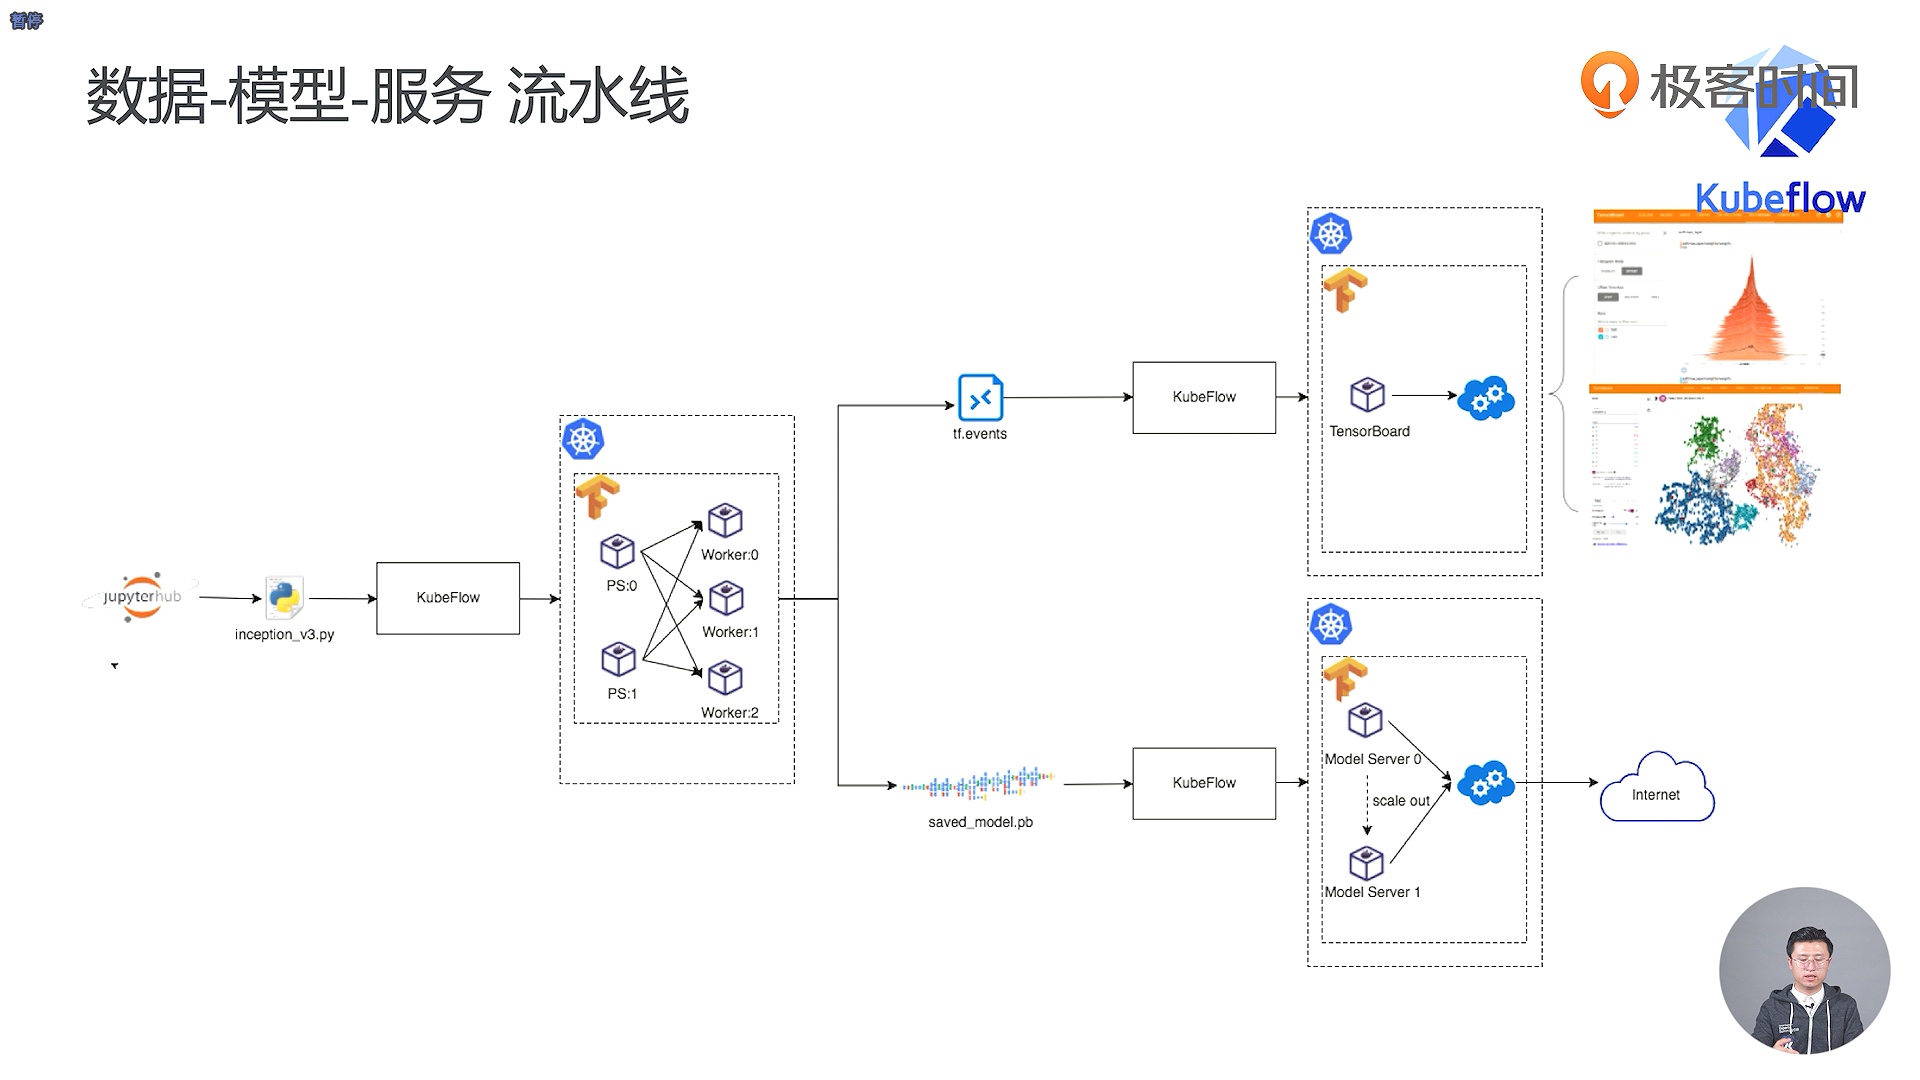 暂停
数据-模型-服务 流水线
极客时间
Kubeflow
jupyterhub
inception_v3.py
KubeFlow
PS:0
PS:1
Worker:0
Worker:1
Worker:2
tf.events
KubeFlow
TensorBoard
saved_model.pb
KubeFlow
Model Server 0
scale out
Model Server 1
Internet